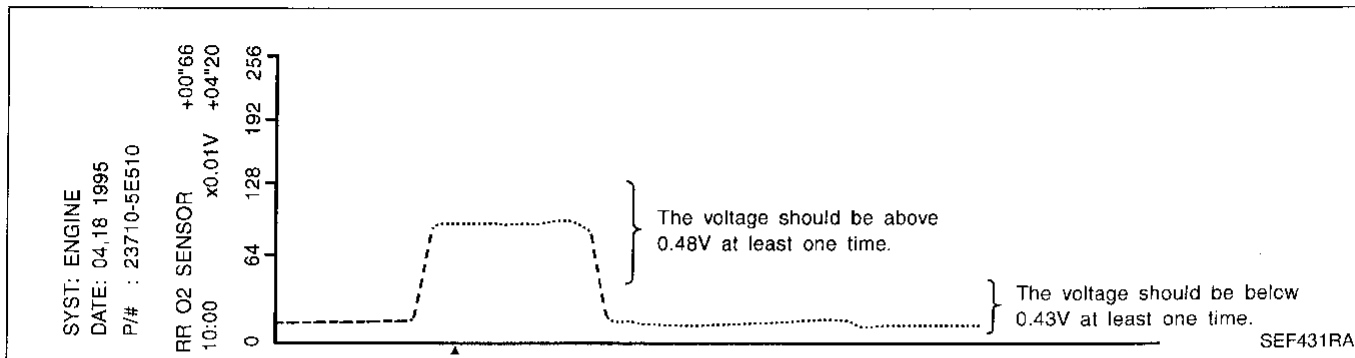 SYST: ENGINE
DATE: 04,18 1995
P/# : 23710-5E510
RR O2 SENSOR +00"66
10:00 x0.01V +04"20
256
192
128
64
0
The voltage should be above
0.48V at least one time.
The voltage should be below
0.43V at least one time.
SEF431RA